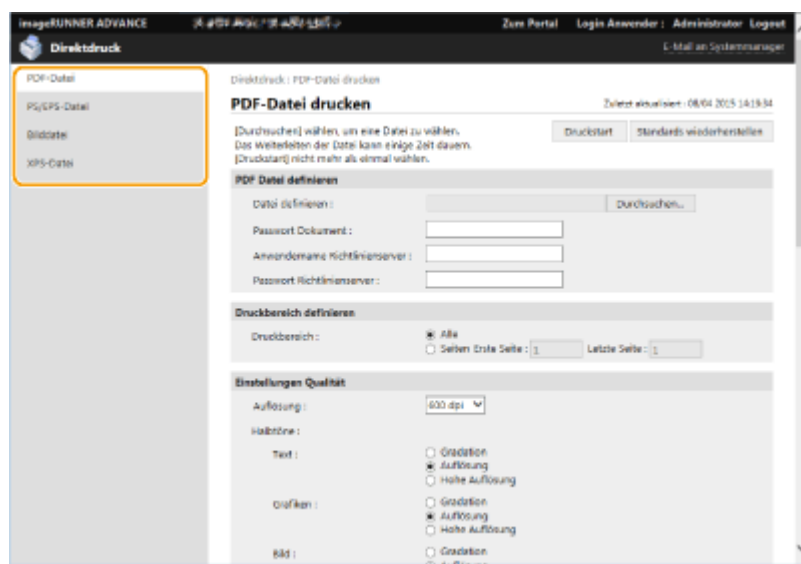 imageRUNNER ADVANCE
Zum Portal Login Anwender : Administrator Logout
Direktdruck
E-Mail an Systemmanager
PDF-Datei
PS/EPS-Datei
Bilddatei
XPS-Datei
Direktdruck : PDF-Datei drucken
PDF-Datei drucken
Zuletzt aktualisiert : 08/04 2015 14:19:34
[Durchsuchen] wählen, um eine Datei zu wählen.
Das Weiterleiten der Datei kann einige Zeit dauern.
[Druckstart] nicht mehr als einmal wählen.
Druckstart Standards wiederherstellen
PDF Datei definieren
Datei definieren : Durchsuchen...
Passwort Dokument :
Anwendername Richtlinienserver :
Passwort Richtlinienserver :
Druckbereich definieren
Druckbereich : Alle
Seiten Erste Seite : 1 Letzte Seite : 1
Einstellungen Qualität
Auflösung : 600 dpi
Halbtöne :
Text : Gradation
Auflösung
Hohe Auflösung
Grafiken : Gradation
Auflösung
Hohe Auflösung
Bild : Gradation